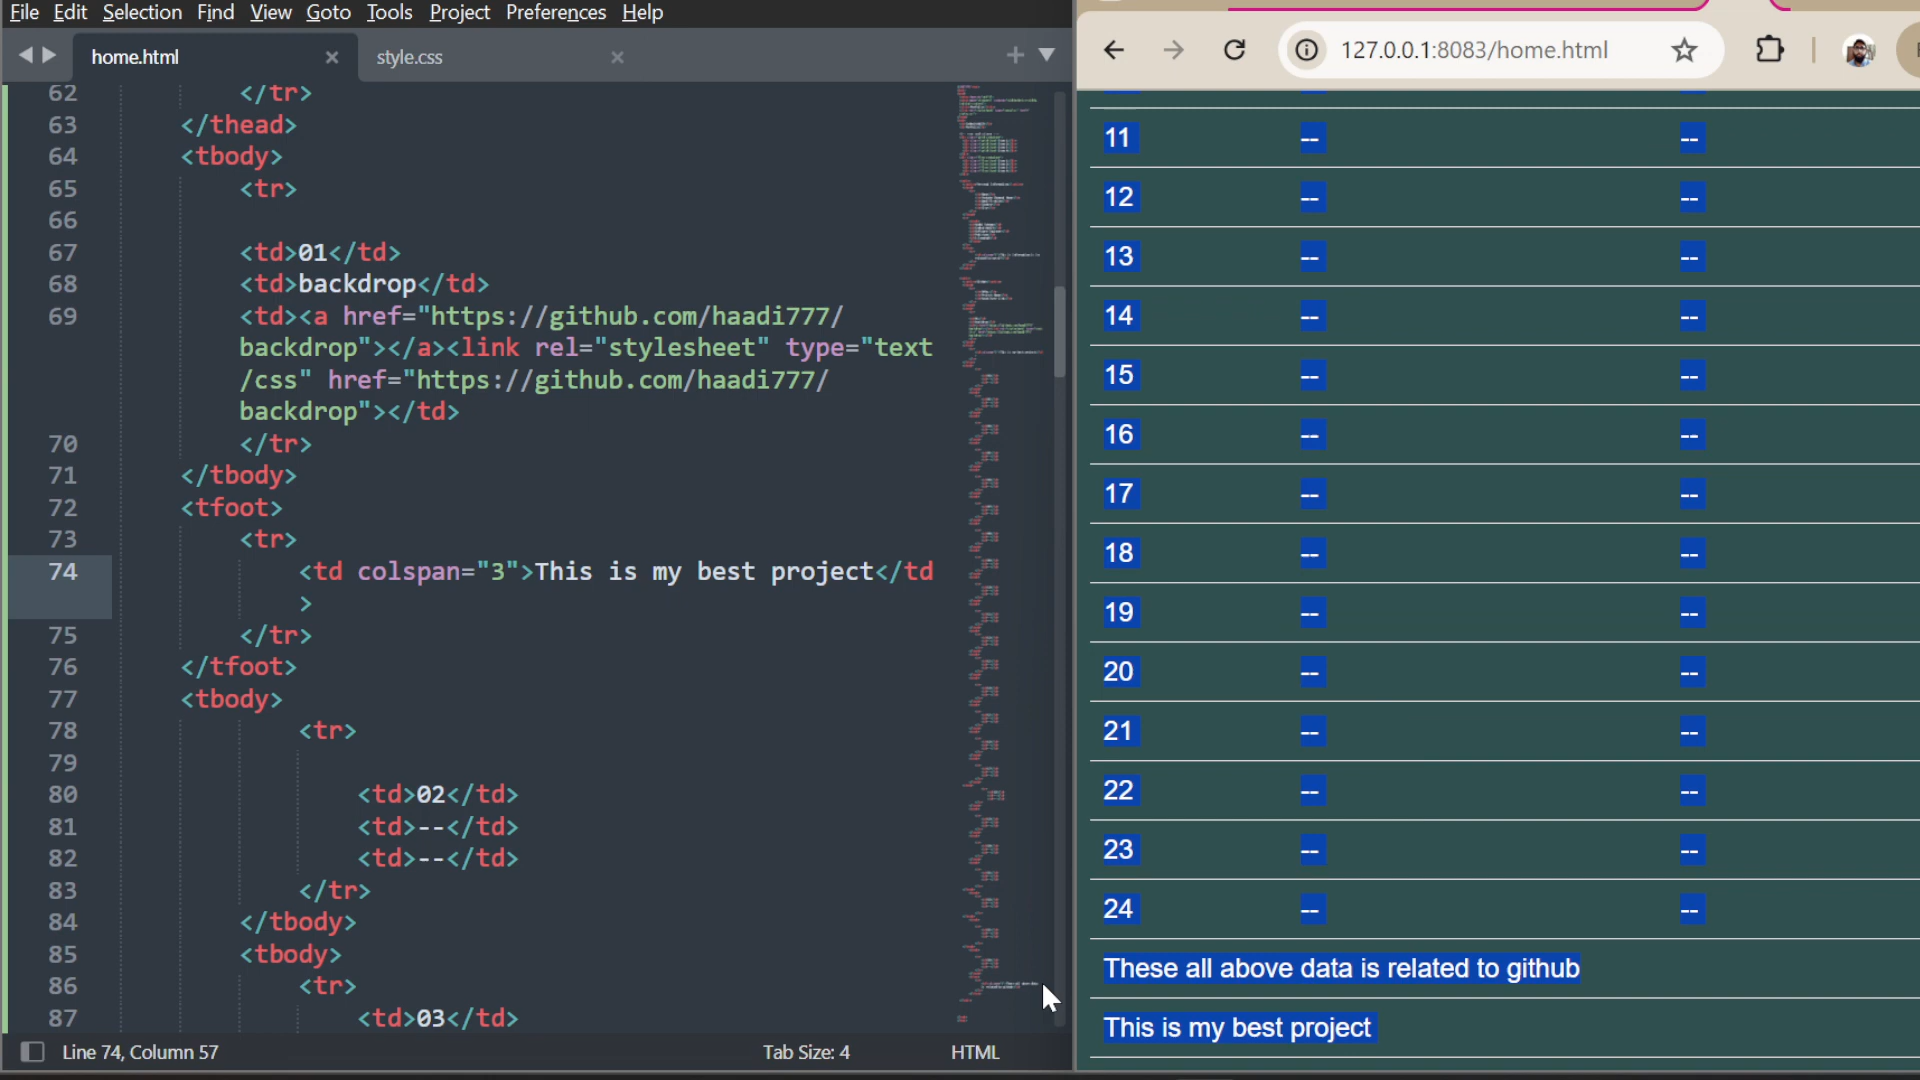 File Edit Selection Find View Goto Tools Project Preferences Help
home.html
style.css
62 </tr>
63 </thead>
64 <tbody>
65 <tr>
66
67 <td>01</td>
68 <td>backdrop</td>
69 <td><a href="https://github.com/haadi777/
backdrop"></a><link rel="stylesheet" type="text
/css" href="https://github.com/haadi777/
backdrop"></td>
70 </tr>
71 </tbody>
72 <tfoot>
73 <tr>
74 <td colspan="3">This is my best project</td
>
75 </tr>
76 </tfoot>
77 <tbody>
78 <tr>
79
80 <td>02</td>
81 <td>--</td>
82 <td>--</td>
83 </tr>
84 </tbody>
85 <tbody>
86 <tr>
87 <td>03</td>
Line 74, Column 57
Tab Size: 4
HTML
127.0.0.1:8083/home.html
11 -- --
12 -- --
13 -- --
14 -- --
15 -- --
16 -- --
17 -- --
18 -- --
19 -- --
20 -- --
21 -- --
22 -- --
23 -- --
24 -- --
These all above data is related to github
This is my best project